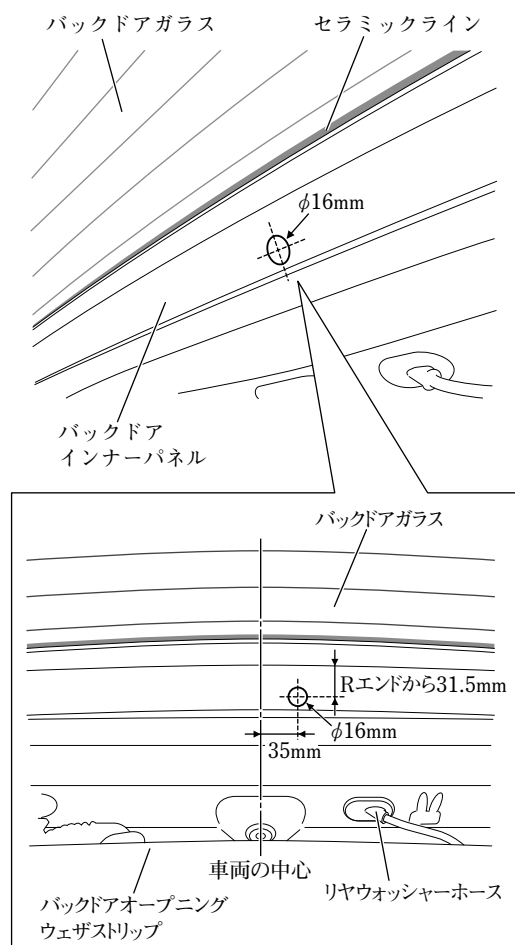 バックドアガラス
セラミックライン
φ16mm
バックドア
インナーパネル
バックドアガラス
Rエンドから31.5mm
φ16mm
35mm
車両の中心
リヤウォッシャーホース
バックドアオープニング
ウェザストリップ